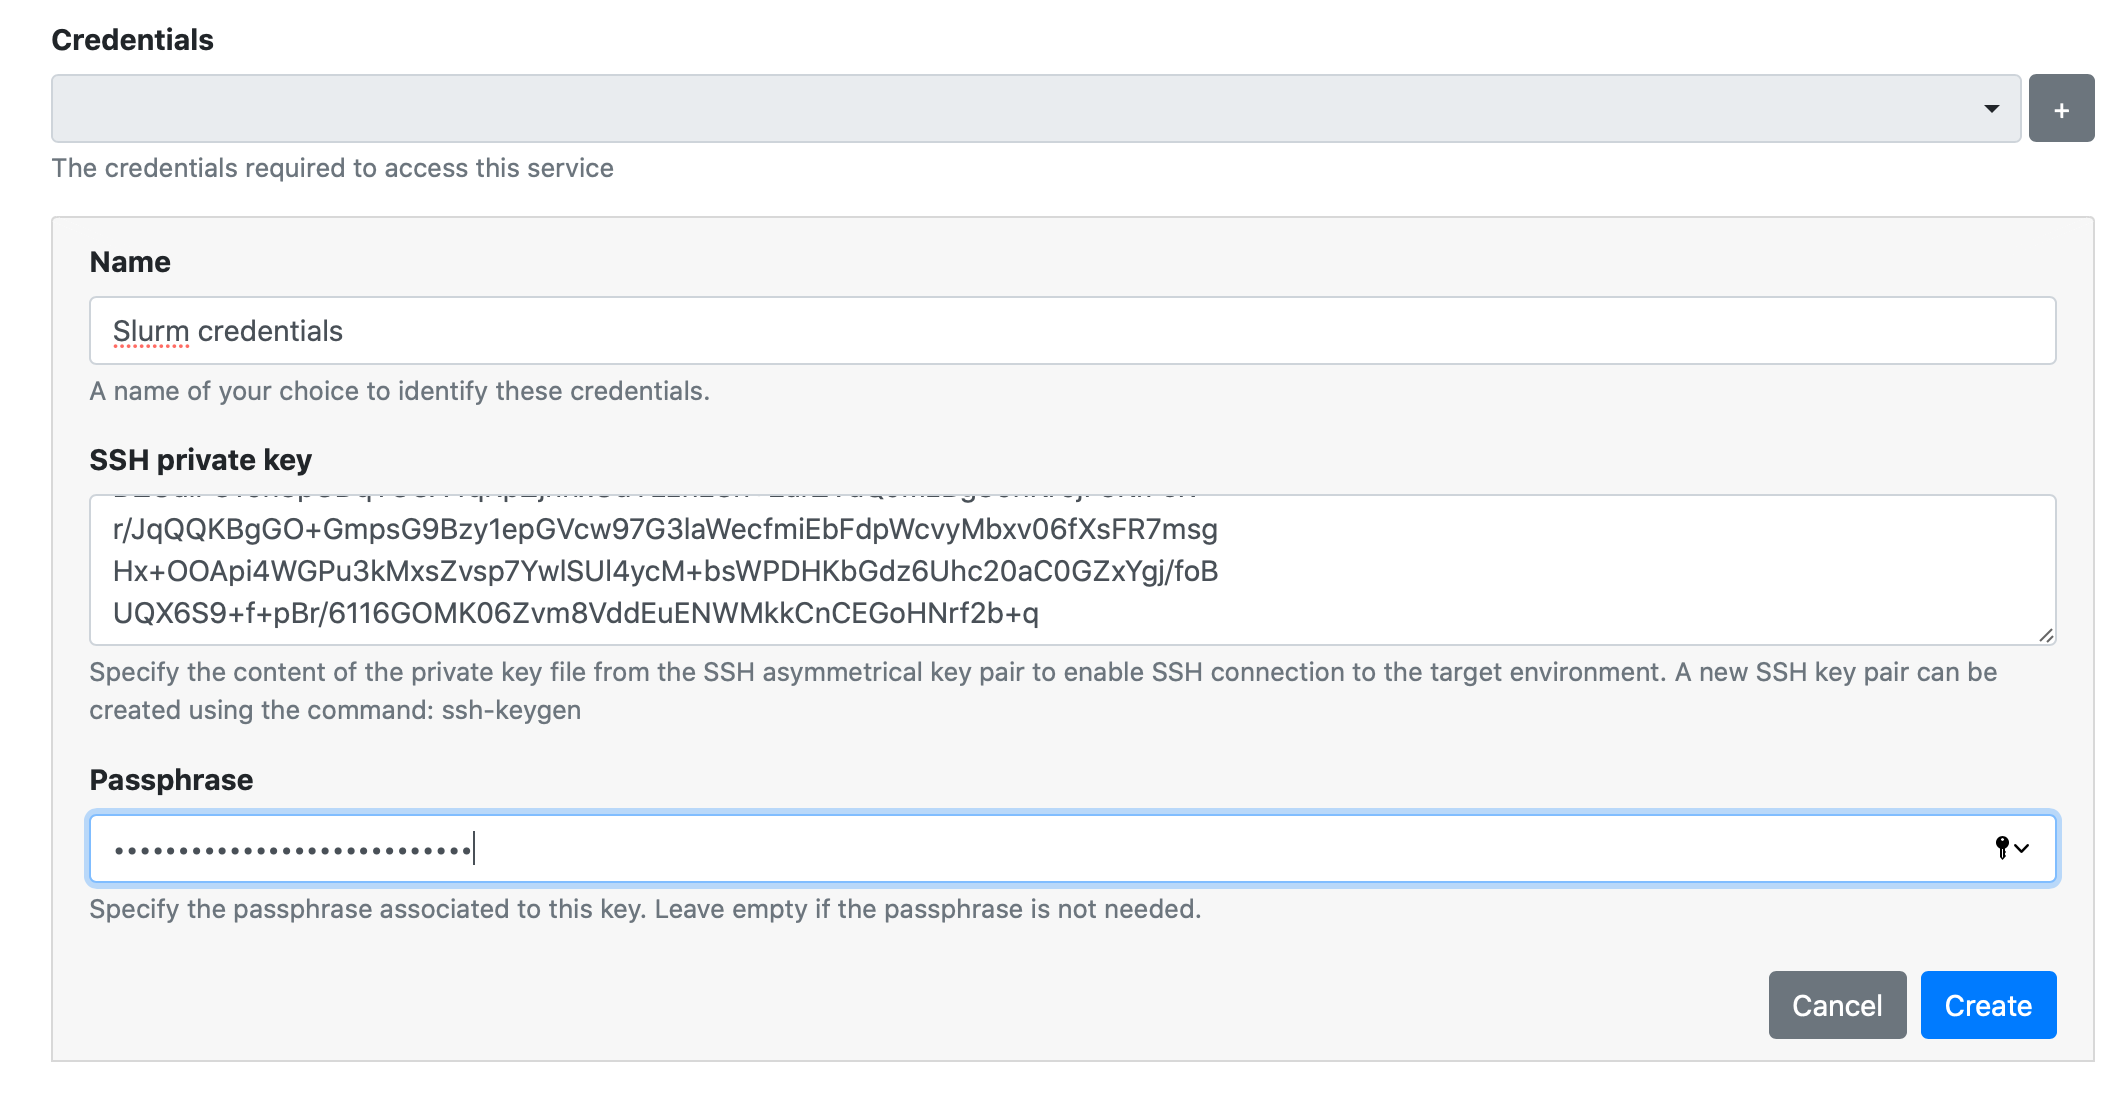 Credentials
+
The credentials required to access this service
Name
Slurm credentials
A name of your choice to identify these credentials.
SSH private key
r/JqQQKBgGO+GmpsG9Bzy1epGVcw97G3laWecfmiEbFdpWcvyMbxv06fXsFR7msg
Hx+OOApi4WGPu3kMxsZvsp7YwlSUl4ycM+bsWPDHKbGdz6Uhc20aC0GZxYgj/foB
UQX6S9+f+pBr/6116GOMK06Zvm8VddEuENWMkkCnCEGoHNrf2b+q
Specify the content of the private key file from the SSH asymmetrical key pair to enable SSH connection to the target environment. A new SSH key pair can be
created using the command: ssh-keygen
Passphrase
••••••••••••••••••••••••••••
Specify the passphrase associated to this key. Leave empty if the passphrase is not needed.
Cancel
Create